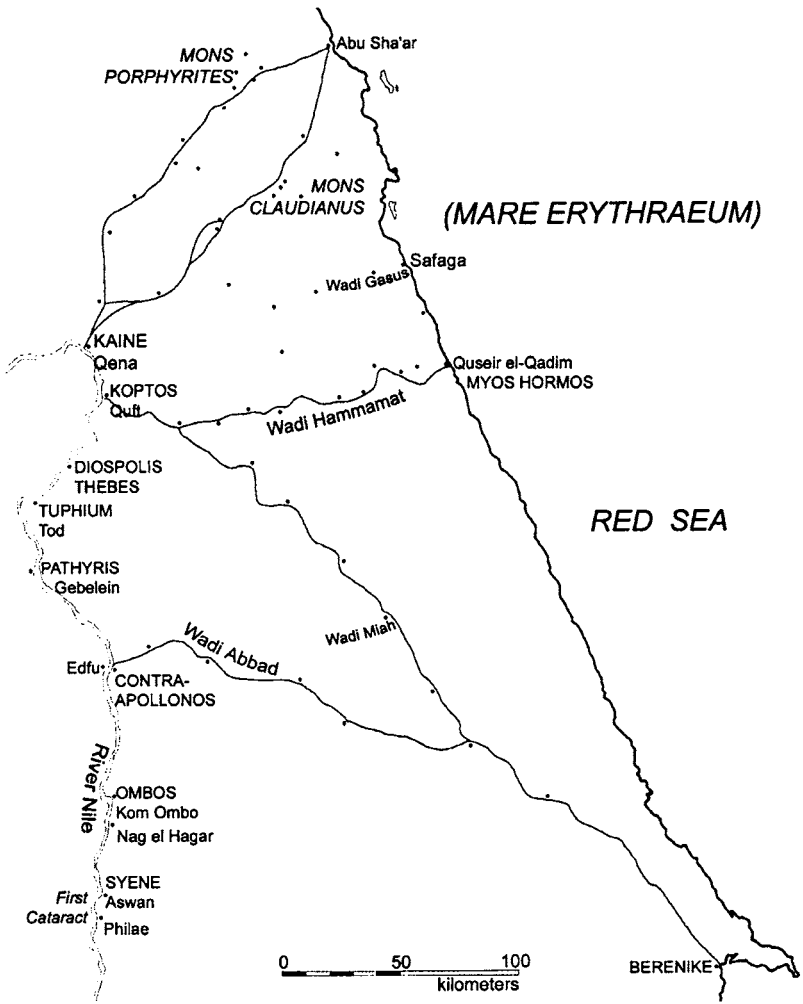 Abu Sha'ar
MONS
PORPHYRITES
MONS
CLAUDIANUS
(MARE ERYTHRAEUM)
Safaga
Wadi Gasus
KAINE
Qena
Quseir el-Qadim
MYOS HORMOS
KOPTOS
Quft
Wadi Hammamat
DIOSPOLIS
THEBES
TUPHIUM
Tod
RED SEA
PATHYRIS
Gebelein
Wadi Miah
Wadi Abbad
Edfu
CONTRA-
APOLLONOS
River Nile
OMBOS
Kom Ombo
Nag el Hagar
SYENE
Aswan
First
Cataract
Philae
BERENIKE
0 50 100
kilometers